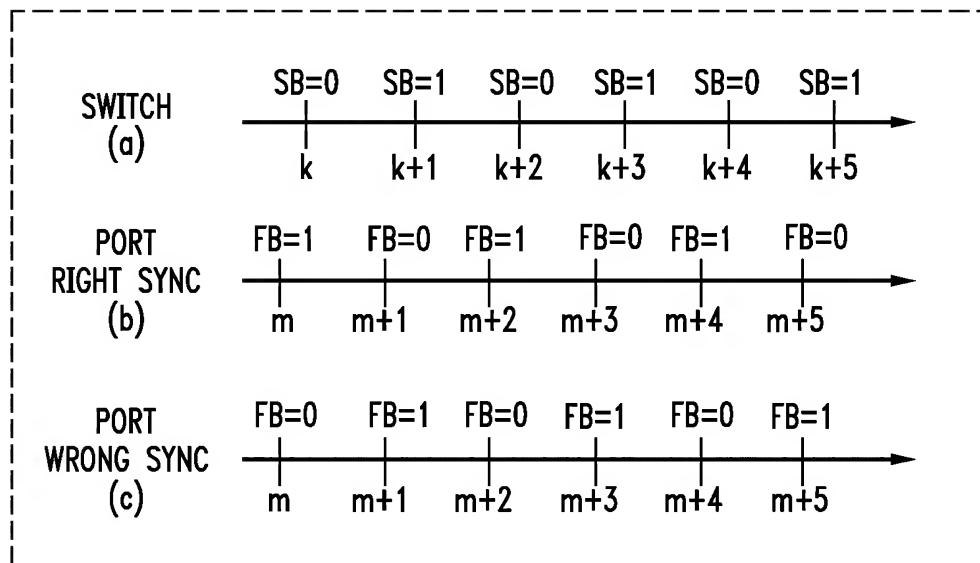 SB=0 SB=1 SB=0 SB=1 SB=0 SB=1
SWITCH
(a)
k k+1 k+2 k+3 k+4 k+5
PORT
RIGHT SYNC
(b)
FB=1 FB=0 FB=1 FB=0 FB=1 FB=0
m m+1 m+2 m+3 m+4 m+5
PORT
WRONG SYNC
(c)
FB=0 FB=1 FB=0 FB=1 FB=0 FB=1
m m+1 m+2 m+3 m+4 m+5